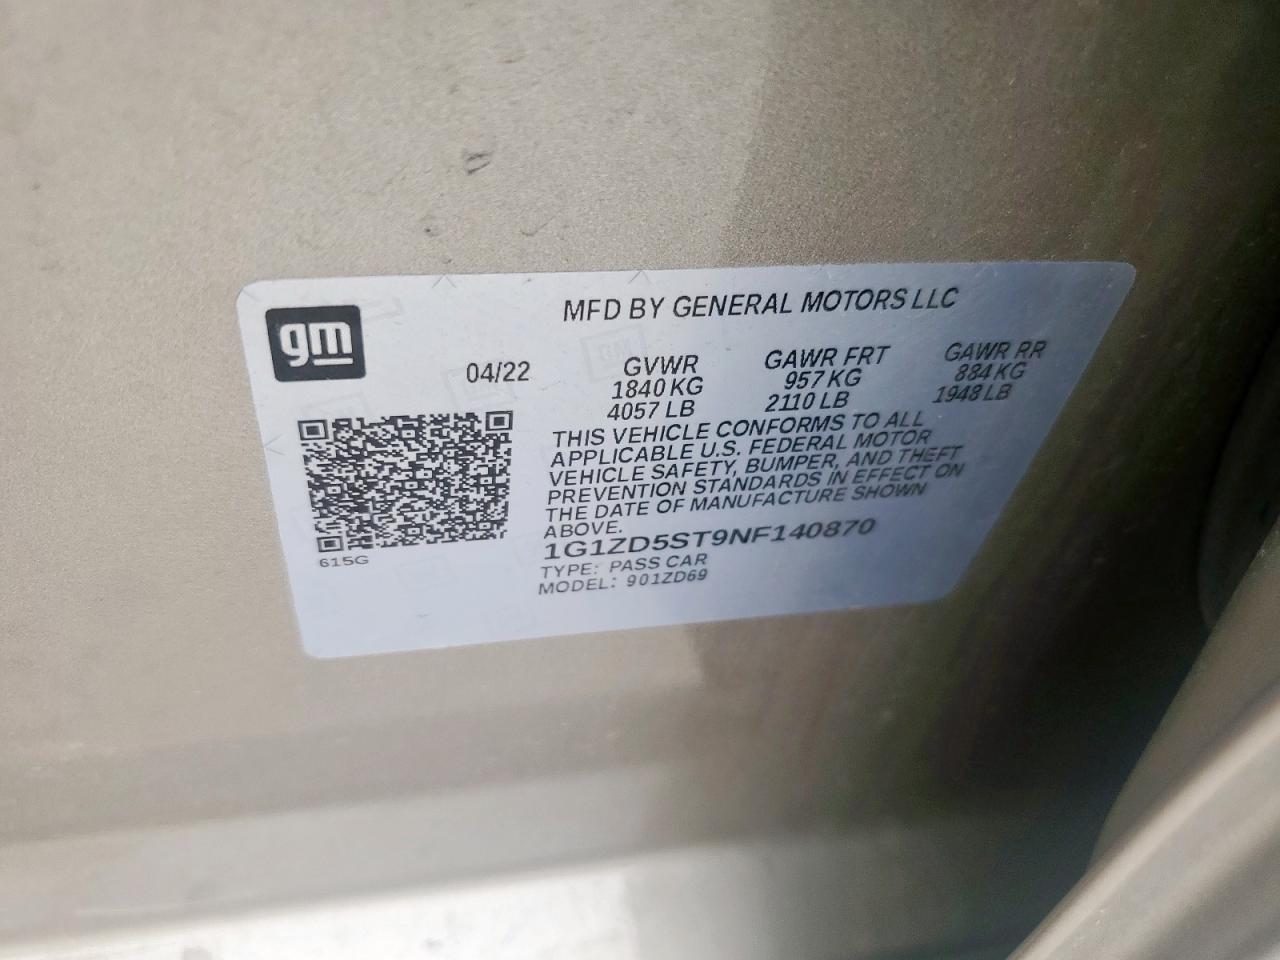 gm
MFD BY GENERAL MOTORS LLC
04/22
GVWR
1840 KG
4057 LB
GAWR FRT
957 KG
2110 LB
GAWR RR
884 KG
1948 LB
THIS VEHICLE CONFORMS TO ALL
APPLICABLE U.S. FEDERAL MOTOR
VEHICLE SAFETY, BUMPER, AND THEFT
PREVENTION STANDARDS IN EFFECT ON
THE DATE OF MANUFACTURE SHOWN
ABOVE.
1G1ZD5ST9NF140870
TYPE: PASS CAR
MODEL: 901ZD69
615G